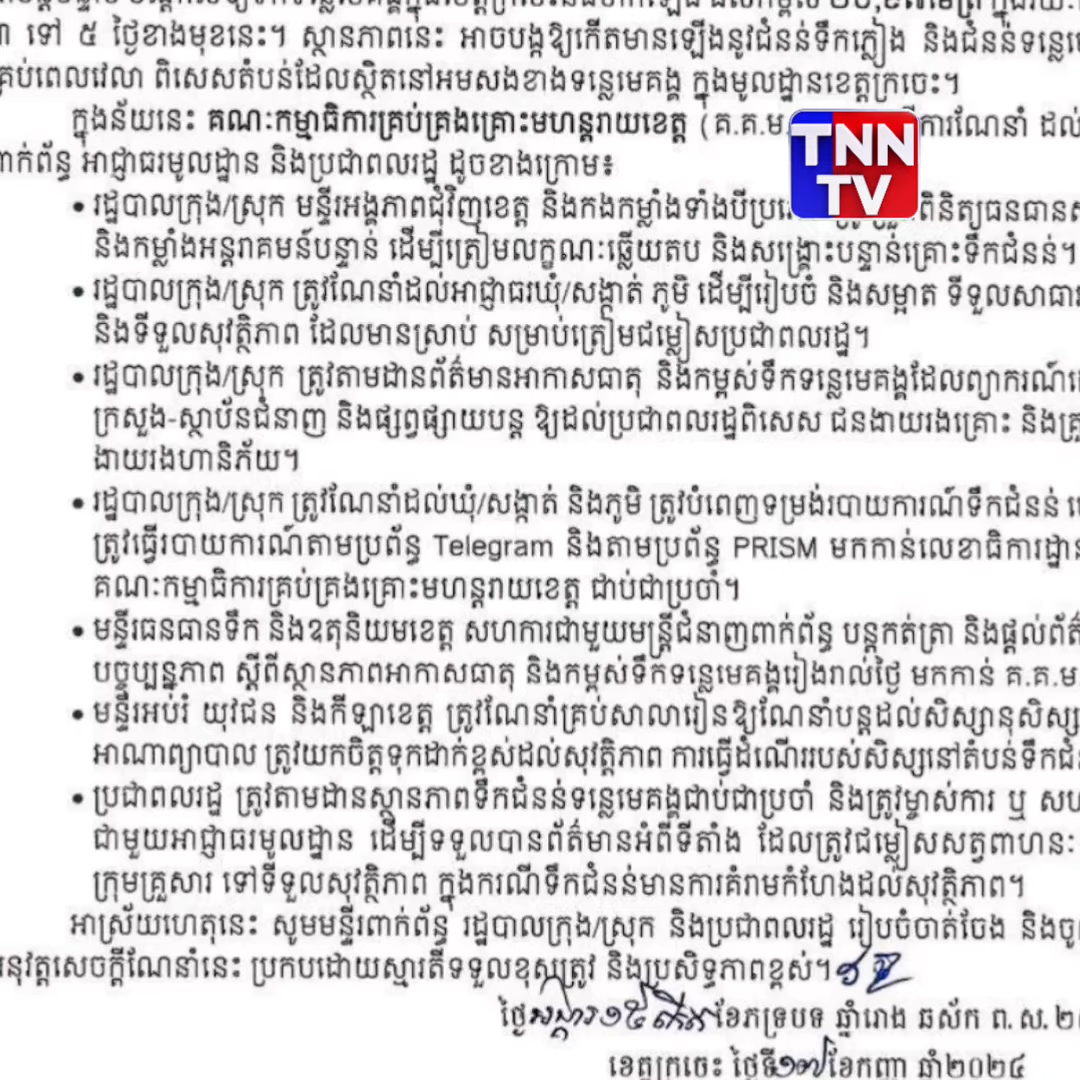 ៣ ទៅ ៥ ថ្ងៃខាងមុខនេះ។ ស្ថានភាពនេះ អាចបង្កឱ្យកើតមានឡើងនូវជំនន់ទឹកភ្លៀង និងជំនន់ទន្លេ
គ្រប់ពេលវេលា ពិសេសតំបន់ដែលស្ថិតនៅអមសងខាងទន្លេមេគង្គ ក្នុងមូលដ្ឋានខេត្តក្រចេះ។
ក្នុងន័យនេះ គណៈកម្មាធិការគ្រប់គ្រងគ្រោះមហន្តរាយខេត្ត (គ.គ.ម. ការណែនាំ ដល់
ពាក់ព័ន្ធ អាជ្ញាធរមូលដ្ឋាន និងប្រជាពលរដ្ឋ ដូចខាងក្រោម៖
TNN
TV
• រដ្ឋបាលក្រុង/ស្រុក មន្ទីរអង្គភាពជុំវិញខេត្ត និងកងកម្លាំងទាំងបី ពិនិត្យធនធាន
និងកម្លាំងអន្តរាគមន៍បន្ទាន់ ដើម្បីត្រៀមលក្ខណៈឆ្លើយតប និងសង្គ្រោះបន្ទាន់គ្រោះទឹកជំនន់។
• រដ្ឋបាលក្រុង/ស្រុក ត្រូវណែនាំដល់អាជ្ញាធរឃុំ/សង្កាត់ ភូមិ ដើម្បីរៀបចំ និងសម្អាត ទីទួលសាធារ
និងទីទួលសុវត្ថិភាព ដែលមានស្រាប់ សម្រាប់ត្រៀមជម្លៀសប្រជាពលរដ្ឋ។
• រដ្ឋបាលក្រុង/ស្រុក ត្រូវតាមដានព័ត៌មានអាកាសធាតុ និងកម្ពស់ទឹកទន្លេមេគង្គដែលព្យាករណ៍
ក្រសួង-ស្ថាប័នជំនាញ និងផ្សព្វផ្សាយបន្ត ឱ្យដល់ប្រជាពលរដ្ឋពិសេស ជនងាយរងគ្រោះ និងគ្រួ
ងាយរងហានិភ័យ។
• រដ្ឋបាលក្រុង/ស្រុក ត្រូវណែនាំដល់ឃុំ/សង្កាត់ និងភូមិ ត្រូវបំពេញទម្រង់របាយការណ៍ទឹកជំនន់
ត្រូវធ្វើរបាយការណ៍តាមប្រព័ន្ធ Telegram និងតាមប្រព័ន្ធ PRISM មកកាន់លេខាធិការដ្ឋាន
គណៈកម្មាធិការគ្រប់គ្រងគ្រោះមហន្តរាយខេត្ត ជាប់ជាប្រចាំ។
• មន្ទីរធនធានទឹក និងឧតុនិយមខេត្ត សហការជាមួយមន្ត្រីជំនាញពាក់ព័ន្ធ បន្តកត់ត្រា និងផ្តល់ព័ត៌
បច្ចុប្បន្នភាព ស្តីពីស្ថានភាពអាកាសធាតុ និងកម្ពស់ទឹកទន្លេមេគង្គរៀងរាល់ថ្ងៃ មកកាន់ គ.គ.ម.
• មន្ទីរអប់រំ យុវជន និងកីឡាខេត្ត ត្រូវណែនាំគ្រប់សាលារៀនឱ្យណែនាំបន្តដល់សិស្សានុសិស្ស
អាណាព្យាបាល ត្រូវយកចិត្តទុកដាក់ខ្ពស់ដល់សុវត្ថិភាព ការធ្វើដំណើររបស់សិស្សនៅតំបន់ទឹកជំន
• ប្រជាពលរដ្ឋ ត្រូវតាមដានស្ថានភាពទឹកជំនន់ទន្លេមេគង្គជាប់ជាប្រចាំ និងត្រូវម្ចាស់ការ ឬ សហ
ជាមួយអាជ្ញាធរមូលដ្ឋាន ដើម្បីទទួលបានព័ត៌មានអំពីទីតាំង ដែលត្រូវជម្លៀសសត្វពាហនៈ
ក្រុមគ្រួសារ ទៅទីទួលសុវត្ថិភាព ក្នុងករណីទឹកជំនន់មានការគំរាមកំហែងដល់សុវត្ថិភាព។
អាស្រ័យហេតុនេះ សូមមន្ទីរពាក់ព័ន្ធ រដ្ឋបាលក្រុង/ស្រុក និងប្រជាពលរដ្ឋ រៀបចំចាត់ចែង និងចូ
អនុវត្តសេចក្តីណែនាំនេះ ប្រកបដោយស្មារតីទទួលខុសត្រូវ និងប្រសិទ្ធភាពខ្ពស់។
ថ្ងៃអង្គារ ១៥ កើត ខែភទ្របទ ឆ្នាំរោង ឆស័ក ព.ស. ២
ខេត្តក្រចេះ ថ្ងៃទី១៧ ខែកញ្ញា ឆ្នាំ២០២៤